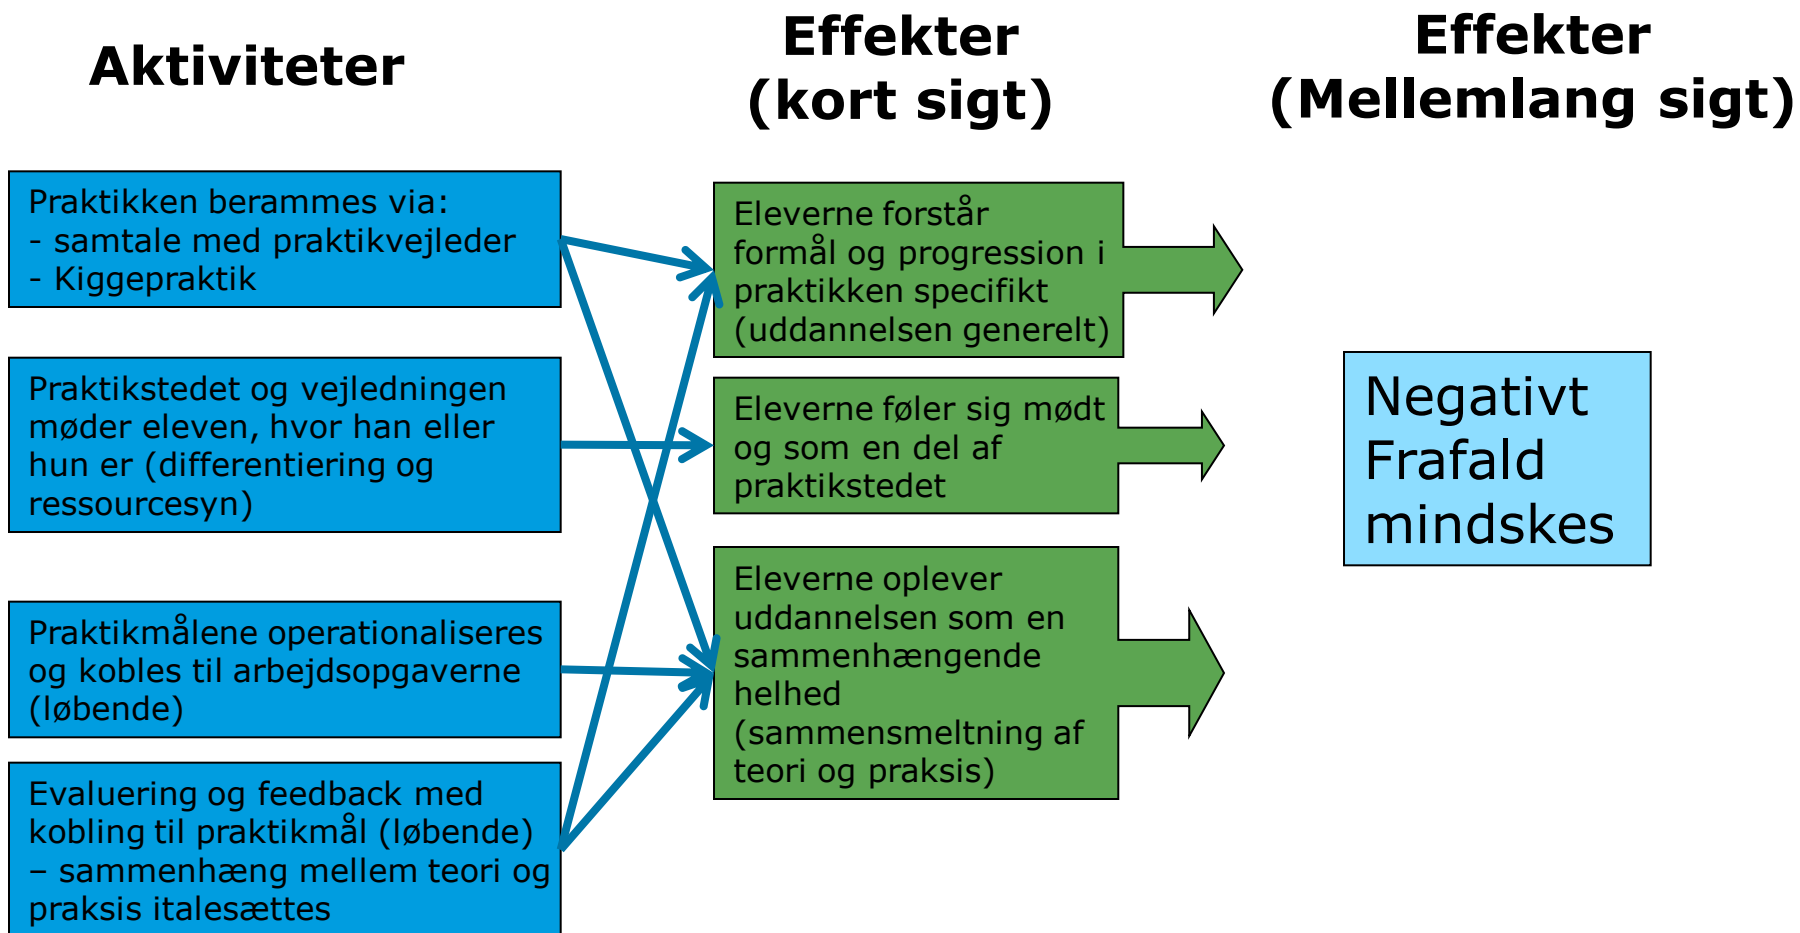 Aktiviteter
Effekter
(kort sigt)
Effekter
(Mellemlang sigt)
Praktikken berammes via:
- samtale med praktikvejleder
- Kiggepraktik
Praktikstedet og vejledningen
møder eleven, hvor han eller
hun er (differentiering og
ressourcesyn)
Praktikmålene operationaliseres
og kobles til arbejdsopgaverne
(løbende)
Evaluering og feedback med
kobling til praktikmål (løbende)
– sammenhæng mellem teori og
praksis italesættes
Eleverne forstår
formål og progression i
praktikken specifikt
(uddannelsen generelt)
Eleverne føler sig mødt
og som en del af
praktikstedet
Eleverne oplever
uddannelsen som en
sammenhængende
helhed
(sammensmeltning af
teori og praksis)
Negativt
Frafald
mindskes